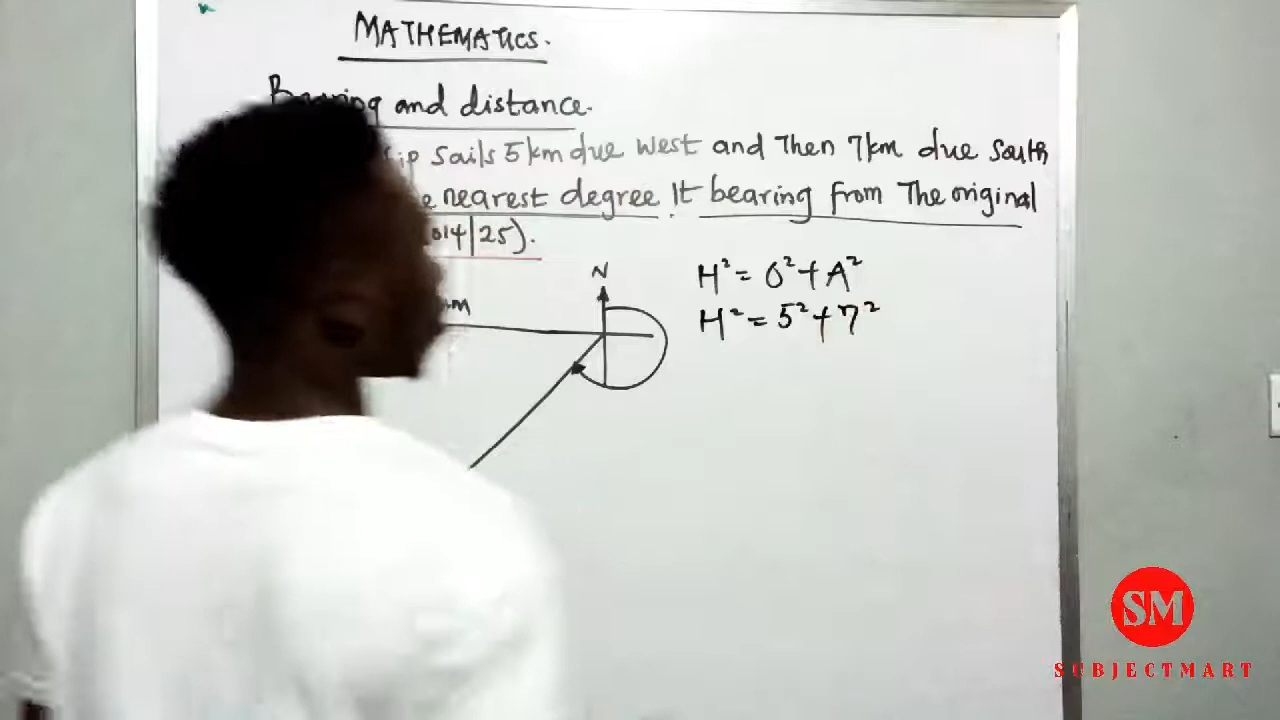 MATHEMATICS.
Bearing and distance.
sails 5km due west and Then 7km due South
nearest degree It bearing from The original
014|25).
N
H² = O² + A²
H² = 5² + 7²
SM
SUBJECTMART